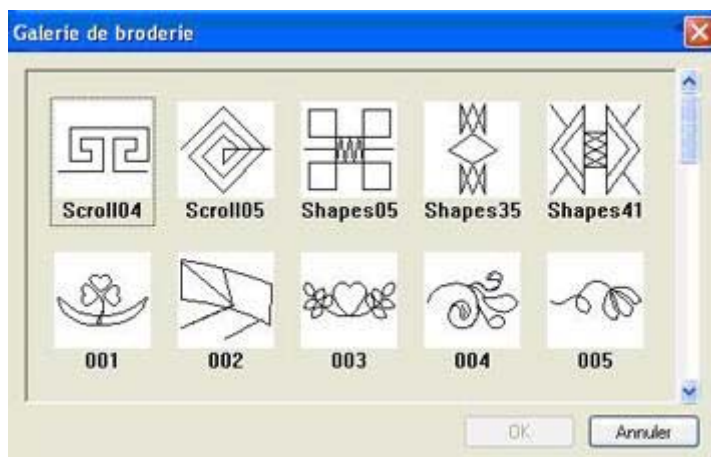 Galerie de broderie
Scroll04 Scroll05 Shapes05 Shapes35 Shapes41
001 002 003 004 005
OK Annuler